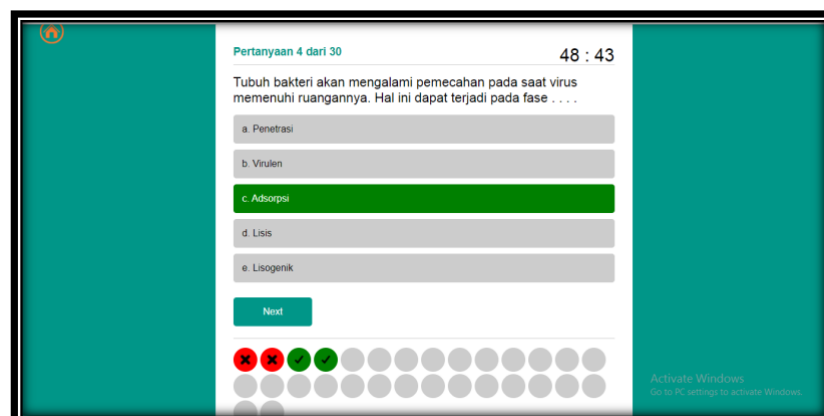 Pertanyaan 4 dari 30
48 : 43
Tubuh bakteri akan mengalami pemecahan pada saat virus
memenuhi ruangannya. Hal ini dapat terjadi pada fase . . . .
a. Penetrasi
b. Virulen
c. Adsorpsi
d. Lisis
e. Lisogenik
Next
Activate Windows
Go to PC settings to activate Windows.